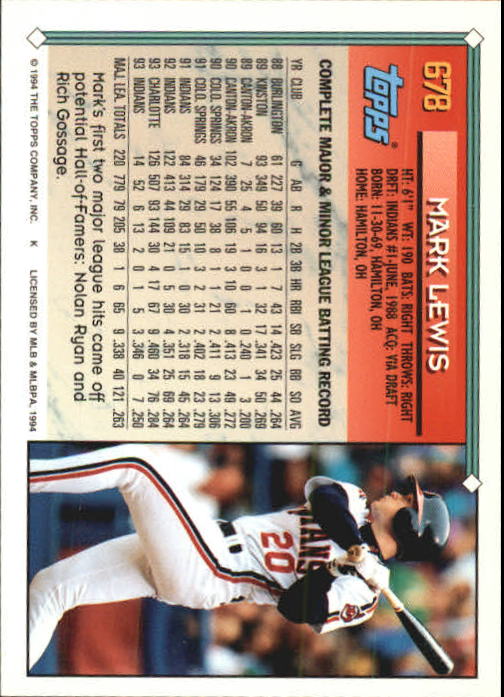 678
MARK LEWIS
Topps
HT: 6'1" WT: 190 BATS: RIGHT THROWS: RIGHT
DRFT: INDIANS #1-JUNE, 1988 ACQ: VIA DRAFT
BORN: 11-30-69, HAMILTON, OH
HOME: HAMILTON, OH
COMPLETE MAJOR & MINOR LEAGUE BATTING RECORD
YR CLUB G AB R H 2B 3B HR RBI SB SLG BB SO AVG
88 BURLINGTON 61 227 39 60 13 1 7 43 14 .423 25 44 .264
89 KINSTON 93 349 50 94 16 3 1 32 17 .341 34 50 .269
89 CANTON-AKRON 7 25 4 5 1 0 0 1 0 .240 1 3 .200
90 CANTON-AKRON 102 390 55 106 19 3 10 60 8 .413 23 49 .272
90 COLO. SPRINGS 34 124 17 38 8 1 1 21 2 .411 9 13 .306
91 COLO. SPRINGS 46 179 29 50 10 3 2 31 3 .402 18 23 .279
91 INDIANS 84 314 29 83 15 1 0 30 2 .318 15 45 .264
92 INDIANS 122 413 44 109 21 0 5 30 4 .351 25 69 .264
93 CHARLOTTE 126 507 93 144 30 4 17 67 9 .460 34 76 .284
93 INDIANS 14 52 6 13 2 0 1 5 3 .346 0 7 .250
MAJ. LEA. TOTALS 220 779 79 205 38 1 6 65 9 .338 40 121 .263
Mark's first two major league hits came off
potential Hall-of-Famers: Nolan Ryan and
Rich Gossage.
© 1994 THE TOPPS COMPANY, INC. K LICENSED BY MLB & MLBPA, 1994
IANS
20